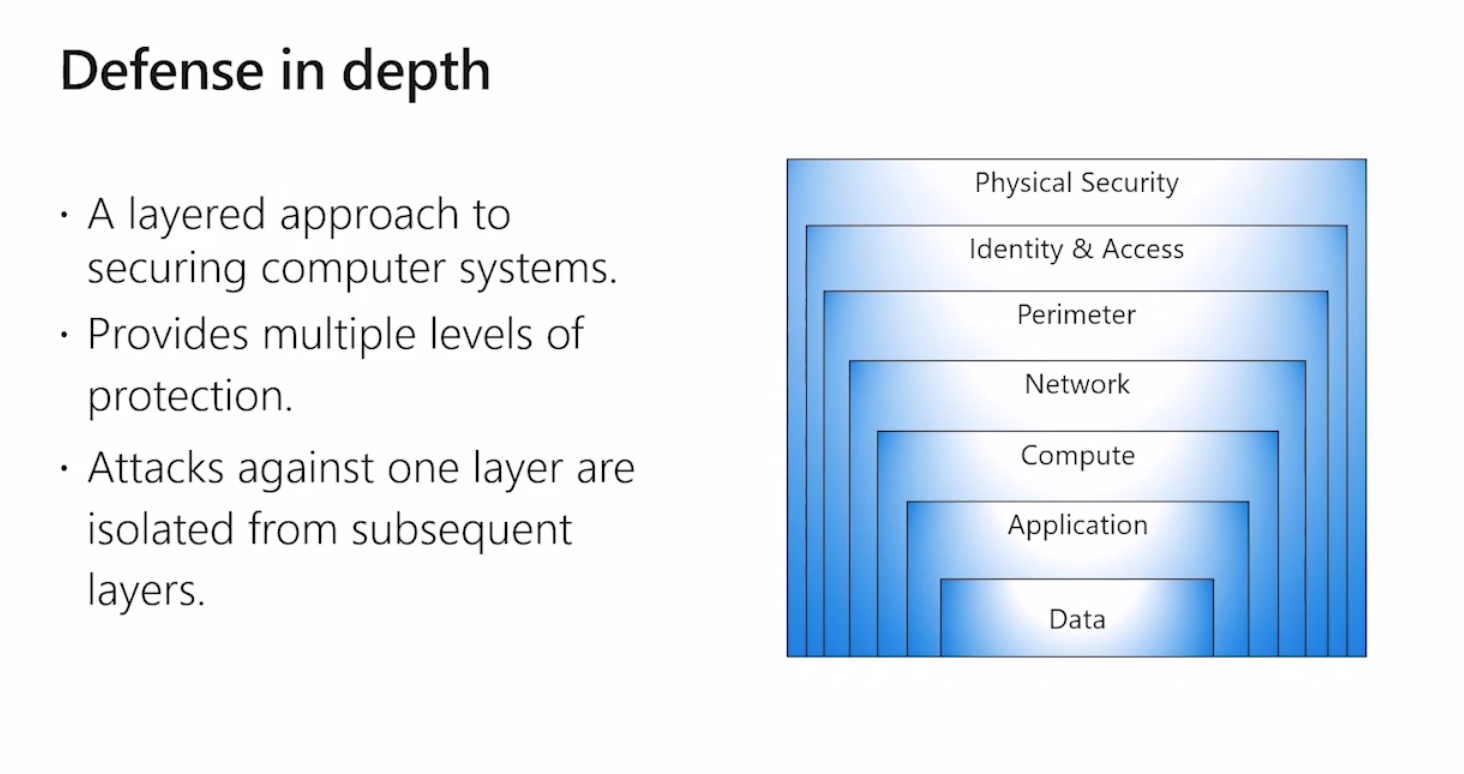 Defense in depth
· A layered approach to
securing computer systems.
· Provides multiple levels of
protection.
· Attacks against one layer are
isolated from subsequent
layers.
Physical Security
Identity & Access
Perimeter
Network
Compute
Application
Data